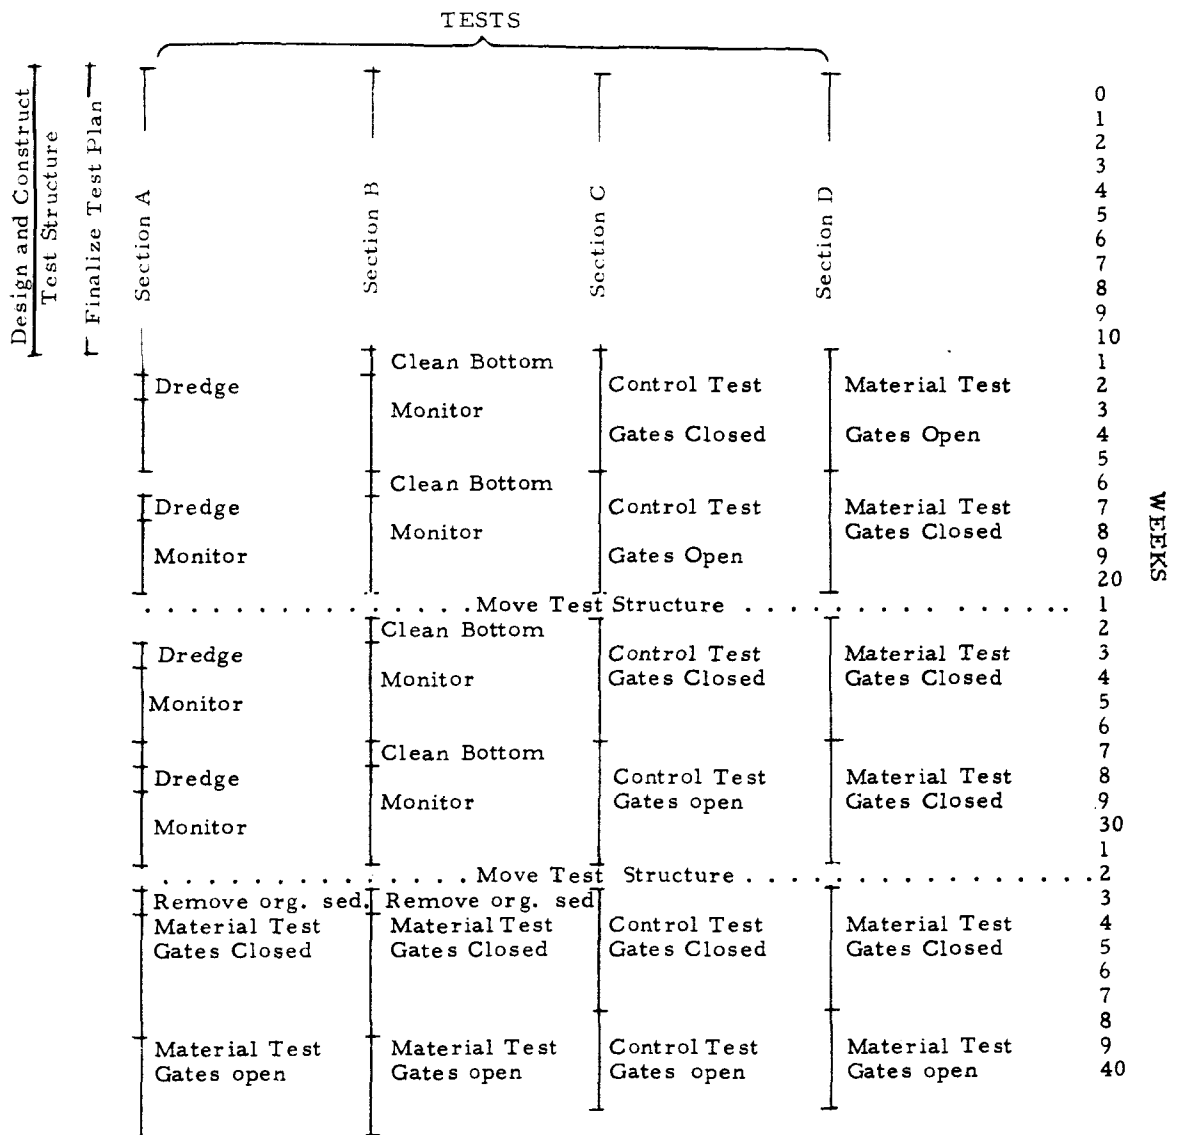 TESTS
Design and Construct
Test Structure
Finalize Test Plan
Section A
Section B
Section C
Section D
0
1
2
3
4
5
6
7
8
9
10
Clean Bottom
1
Dredge
Control Test
Material Test
2
Monitor
3
Gates Closed
Gates Open
4
5
Clean Bottom
6
Dredge
Control Test
Material Test
7
Monitor
Gates Closed
8
Monitor
Gates Open
9
20
WEEKS
. . . . . . . . . . . . . . . Move Test Structure . . . . . . . . . . . . . . . 1
Clean Bottom
2
Dredge
Control Test
Material Test
3
Monitor
Gates Closed
Gates Closed
4
Monitor
5
6
Clean Bottom
7
Dredge
Control Test
Material Test
8
Monitor
Gates open
Gates Closed
9
Monitor
30
1
. . . . . . . . . . . . . . . Move Test Structure . . . . . . . . . . . . . . . 2
Remove org. sed.
Remove org. sed
3
Material Test
Material Test
Control Test
Material Test
4
Gates Closed
Gates Closed
Gates Closed
Gates Closed
5
6
7
8
Material Test
Material Test
Control Test
Material Test
9
Gates open
Gates open
Gates open
Gates open
40